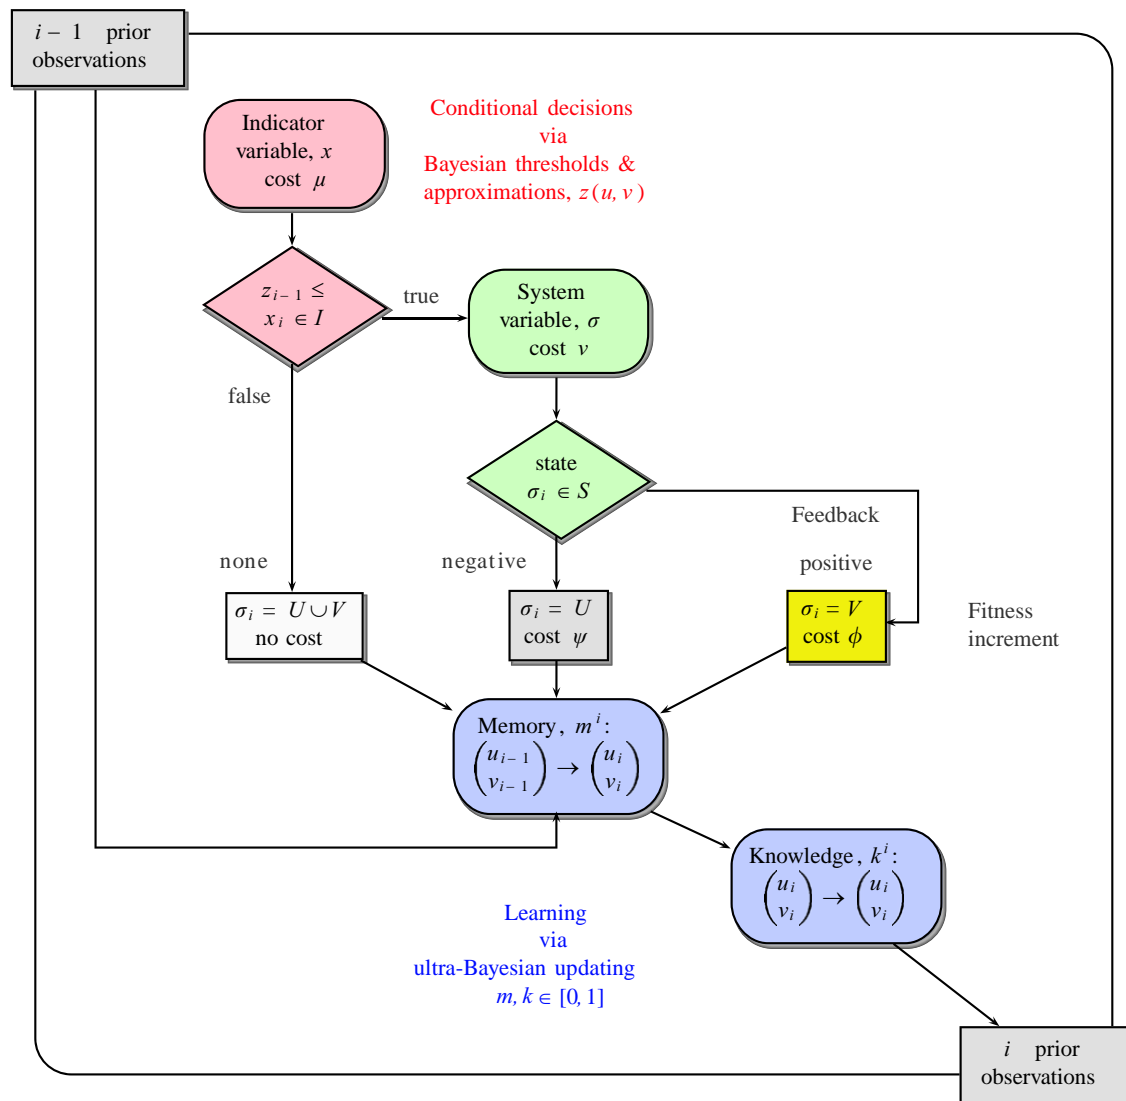 i − 1 prior
observations
Indicator
variable, x
cost μ
Conditional decisions
via
Bayesian thresholds &
approximations, z(u, v)
z_{i−1} ≤
x_i ∈ I
true
System
variable, σ
cost ν
false
state
σ_i ∈ S
Feedback
none
negative
positive
σ_i = U ∪ V
no cost
σ_i = U
cost ψ
σ_i = V
cost ϕ
Fitness
increment
Memory, m^i:
(u_{i−1}) → (u_i)
(v_{i−1}) → (v_i)
Knowledge, k^i:
(u_i) → (u_i)
(v_i) → (v_i)
Learning
via
ultra-Bayesian updating
m, k ∈ [0, 1]
i prior
observations